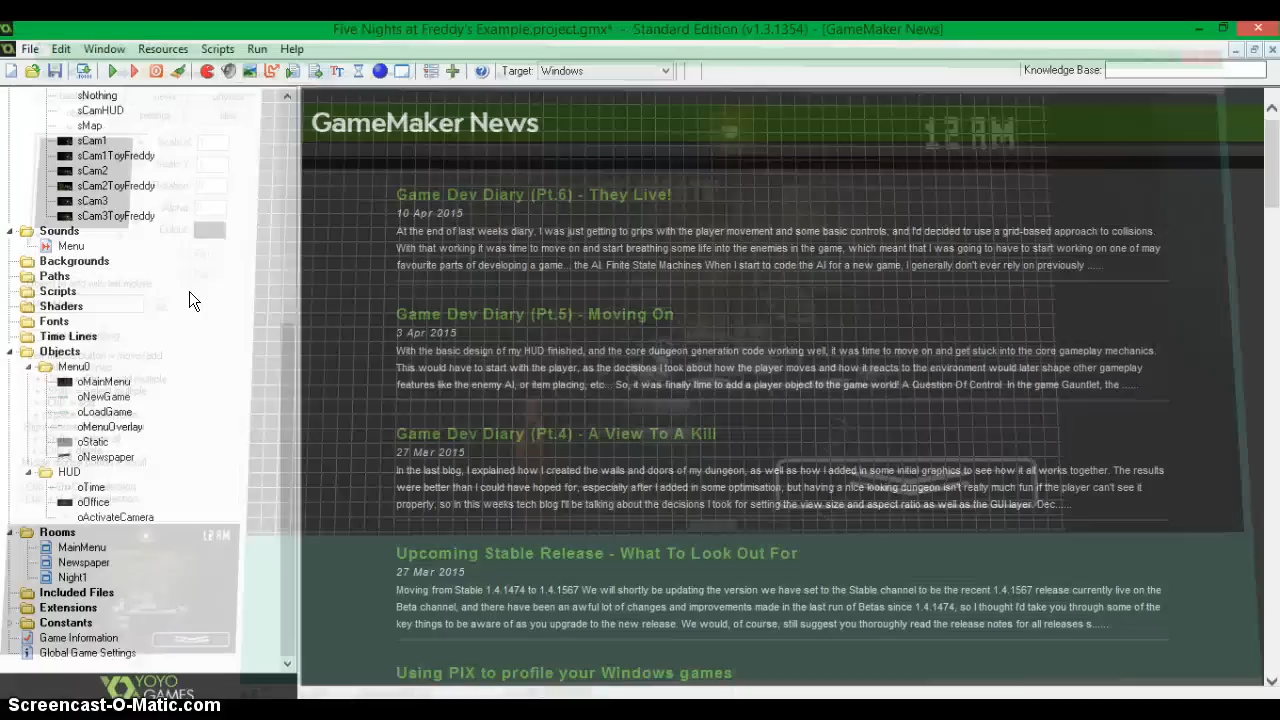 Five Nights at Freddy's Example.project.gmx* - Standard Edition (v1.3.1354) - [GameMaker News]
File Edit Window Resources Scripts Run Help
Target: Windows Knowledge Base:
sNothing
sCamHUD
sMap
sCam1
sCam1ToyFreddy
sCam2
sCam2ToyFreddy
sCam3
sCam3ToyFreddy
Sounds
Menu
Backgrounds
Paths
Scripts
Shaders
Fonts
Time Lines
Objects
Menu0
oMainMenu
oNewGame
oLoadGame
oMenuOverlay
oStatic
oNewspaper
HUD
oTime
oOffice
oActivateCamera
Rooms
MainMenu
Newspaper
Night1
Included Files
Extensions
Constants
Game Information
Global Game Settings
YOYO
GAMES
GameMaker News
12 AM
Game Dev Diary (Pt.6) - They Live!
10 Apr 2015
At the end of last weeks diary, I was just getting to grips with the player movement and some basic controls, and I'd decided to use a grid-based approach to collisions.
With that working it was time to move on and start breathing some life into the enemies in the game, which meant that I was going to have to start working on one of may
favourite parts of developing a game... the AI. Finite State Machines When I start to code the AI for a new game, I generally don't ever rely on previously .....
Game Dev Diary (Pt.5) - Moving On
3 Apr 2015
With the basic design of my HUD finished, and the core dungeon generation code working well, it was time to move on and get stuck into the core gameplay mechanics.
This would have to start with the player, as the decisions I took about how the player moves and how it reacts to the environment would later shape other gameplay
features like the enemy AI, or item placing, etc... So, it was finally time to add a player object to the game world! A Question Of Control In the game Gauntlet, the ......
Game Dev Diary (Pt.4) - A View To A Kill
27 Mar 2015
In the last blog, I explained how I created the walls and doors of my dungeon, as well as how I added in some initial graphics to see how it all works together. The results
were better than I could have hoped for, especially after I added in some optimisation, but having a nice looking dungeon isn't really much fun if the player can't see it
properly, so in this weeks tech blog I'll be talking about the decisions I took for setting the view size and aspect ratio as well as the GUI layer. Dec.....
Upcoming Stable Release - What To Look Out For
27 Mar 2015
Moving from Stable 1.4.1474 to 1.4.1567 We will shortly be updating the version we have set to the Stable channel to be the recent 1.4.1567 release currently live on the
Beta channel, and there have been an awful lot of changes and improvements made in the last run of Betas since 1.4.1474, so I thought I'd take you through some of the
key things to be aware of as you upgrade to the new release. We would, of course, still suggest you thoroughly read the release notes for all releases s......
Using PIX to profile your Windows games
Screencast-O-Matic.com